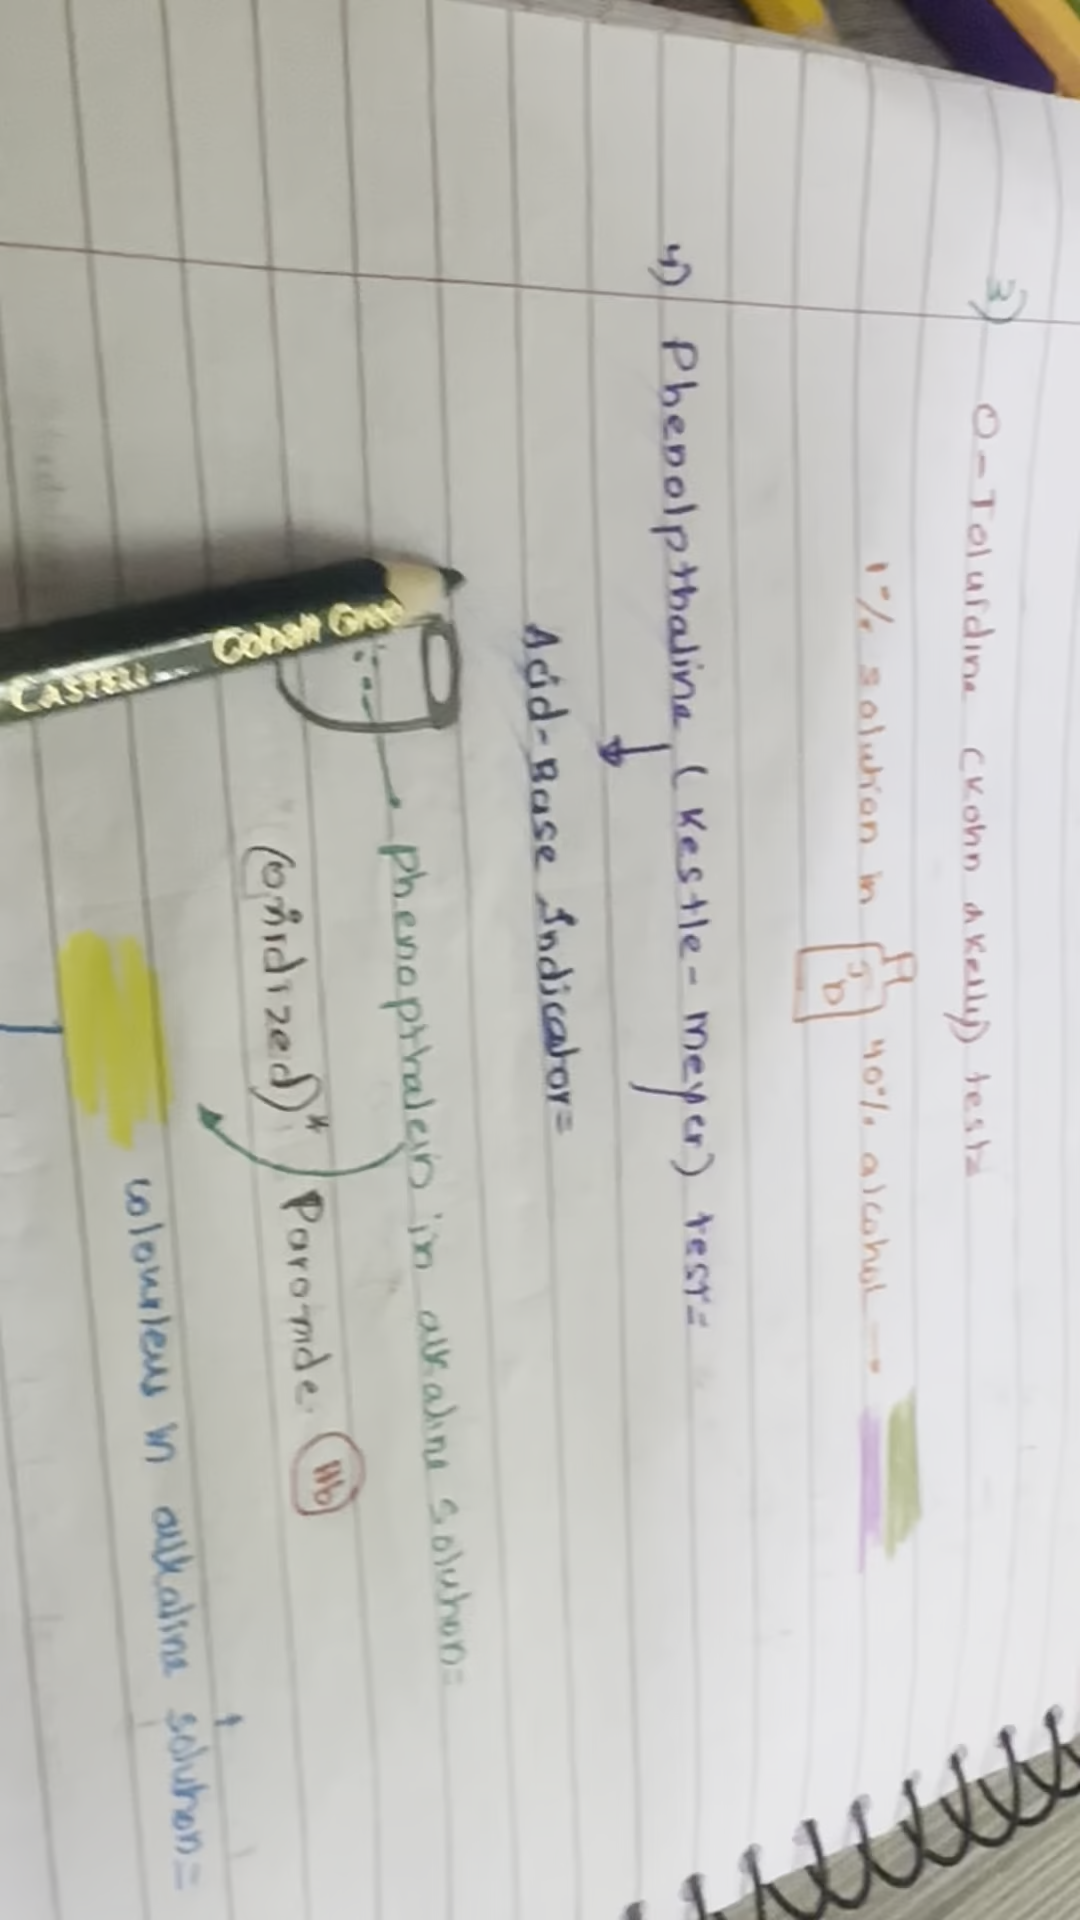 3) O-Toluidine (Kohn & Kelly) test=
1% solution in 40% alcohol →
4) Phenolpthaline (Kestle-meyer) test=
↓
Acid-Base Indicator=
phenopthalein in alkaline solution=
(oxidized)* Peroxide. Hb
colourless in alkaline solution=
Cobalt Gree
CASTELL